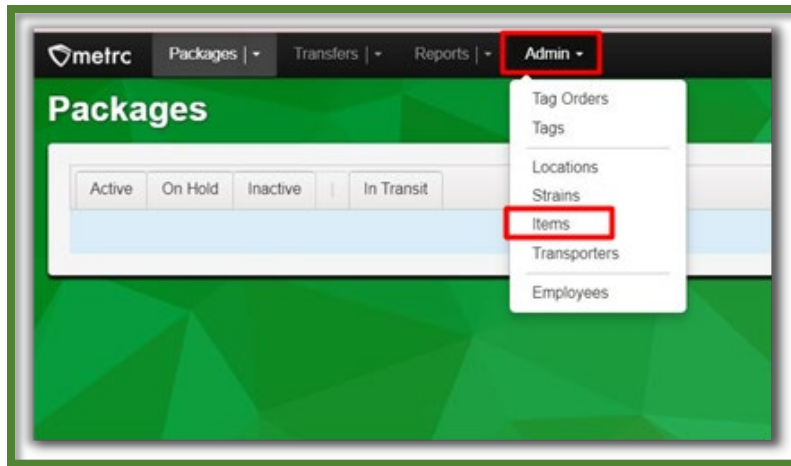 metrc Packages | Transfers | Reports | Admin
Packages
Tag Orders
Tags
Active On Hold Inactive | In Transit
Locations
Strains
Items
Transporters
Employees